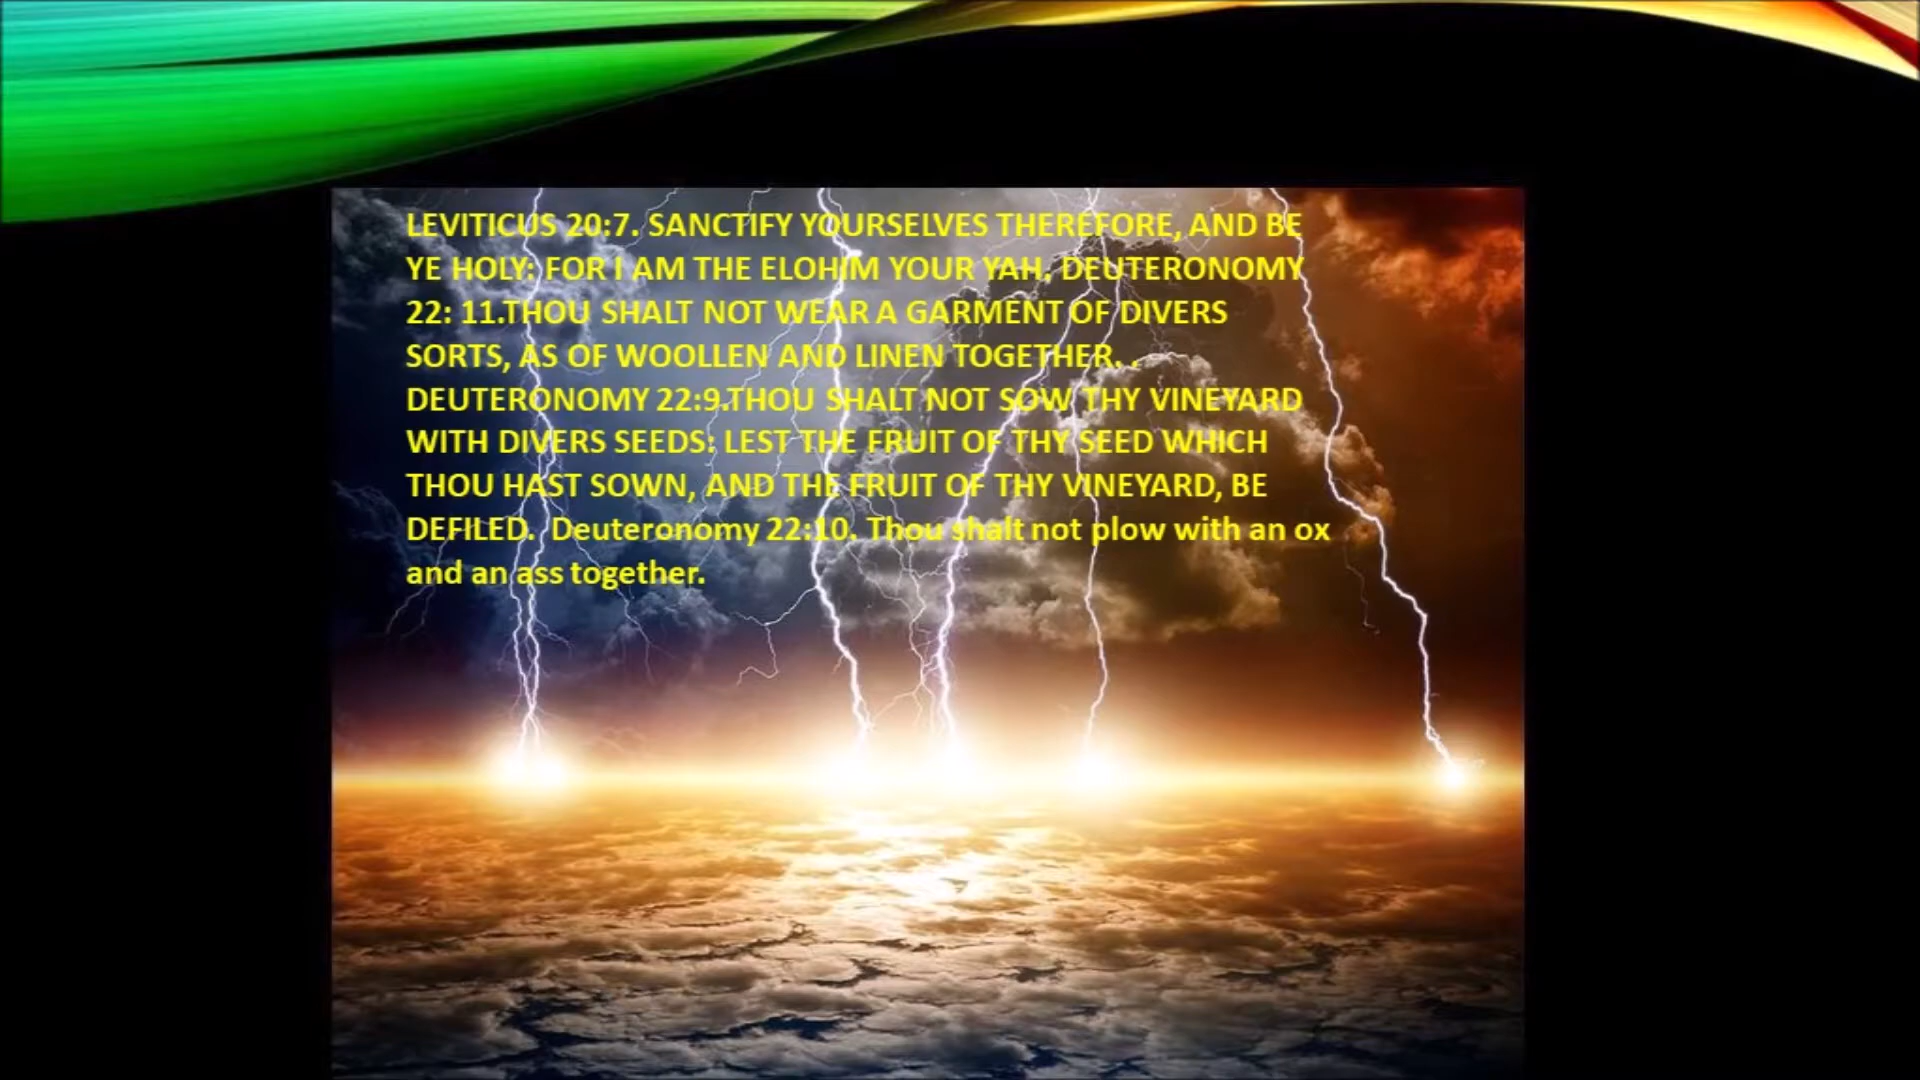 LEVITICUS 20:7. SANCTIFY YOURSELVES THEREFORE, AND BE
YE HOLY: FOR I AM THE ELOHIM YOUR YAH. DEUTERONOMY
22: 11.THOU SHALT NOT WEAR A GARMENT OF DIVERS
SORTS, AS OF WOOLLEN AND LINEN TOGETHER. .
DEUTERONOMY 22:9.THOU SHALT NOT SOW THY VINEYARD
WITH DIVERS SEEDS: LEST THE FRUIT OF THY SEED WHICH
THOU HAST SOWN, AND THE FRUIT OF THY VINEYARD, BE
DEFILED.  Deuteronomy 22:10. Thou shalt not plow with an ox
and an ass together.